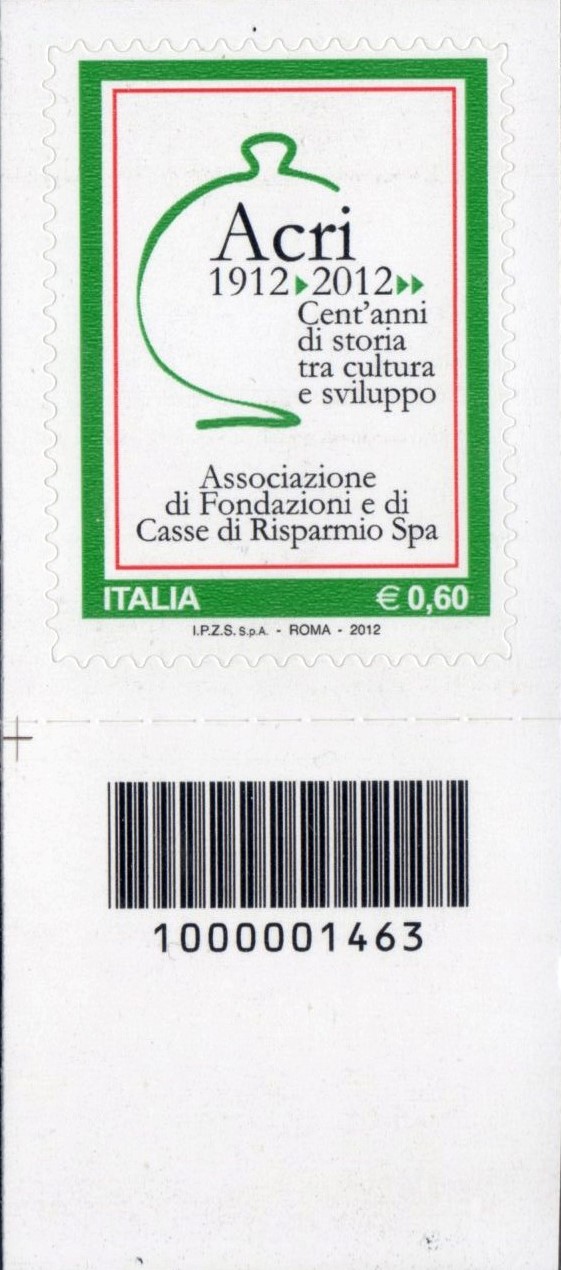 Acri
1912 2012
Cent'anni
di storia
tra cultura
e sviluppo
Associazione
di Fondazioni e di
Casse di Risparmio Spa
ITALIA € 0,60
I.P.Z.S. S.p.A. - ROMA - 2012
1000001463